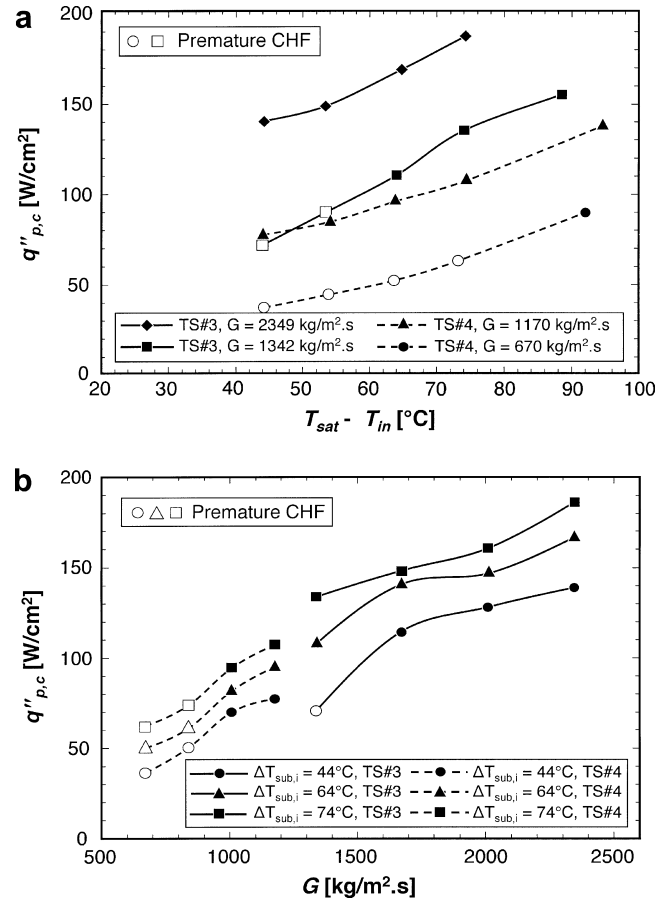 a
200
150
100
50
0
q"p,c [W/cm2]
Premature CHF
TS#3, G = 2349 kg/m2.s
TS#4, G = 1170 kg/m2.s
TS#3, G = 1342 kg/m2.s
TS#4, G = 670 kg/m2.s
20 30 40 50 60 70 80 90 100
Tsat - Tin [°C]
b
200
150
100
50
0
q"p,c [W/cm2]
Premature CHF
ΔTsub,i = 44°C, TS#3
ΔTsub,i = 44°C, TS#4
ΔTsub,i = 64°C, TS#3
ΔTsub,i = 64°C, TS#4
ΔTsub,i = 74°C, TS#3
ΔTsub,i = 74°C, TS#4
500 1000 1500 2000 2500
G [kg/m2.s]